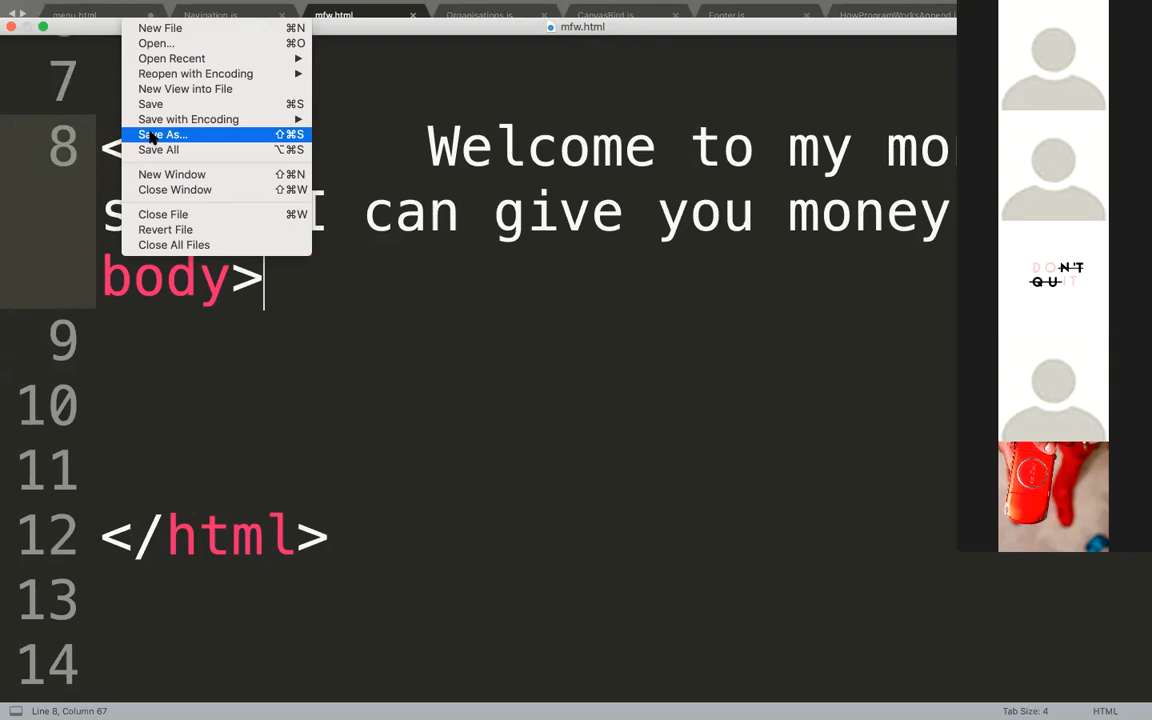 menu.html
Navigation.js
mfw.html
Organisations.js
CanvasBird.js
Footer.js
HowProgramWorksAppend.j
mfw.html
New File ⌘N
Open... ⌘O
Open Recent
Reopen with Encoding
New View into File
Save ⌘S
Save with Encoding
Save As... ⇧⌘S
Save All ⌥⌘S
New Window ⇧⌘N
Close Window ⇧⌘W
Close File ⌘W
Revert File
Close All Files
7
8 < Welcome to my mo
s I can give you money
body>
9
10
11
12 </html>
13
14
DON'T
QUIT
Line 8, Column 67
Tab Size: 4
HTML